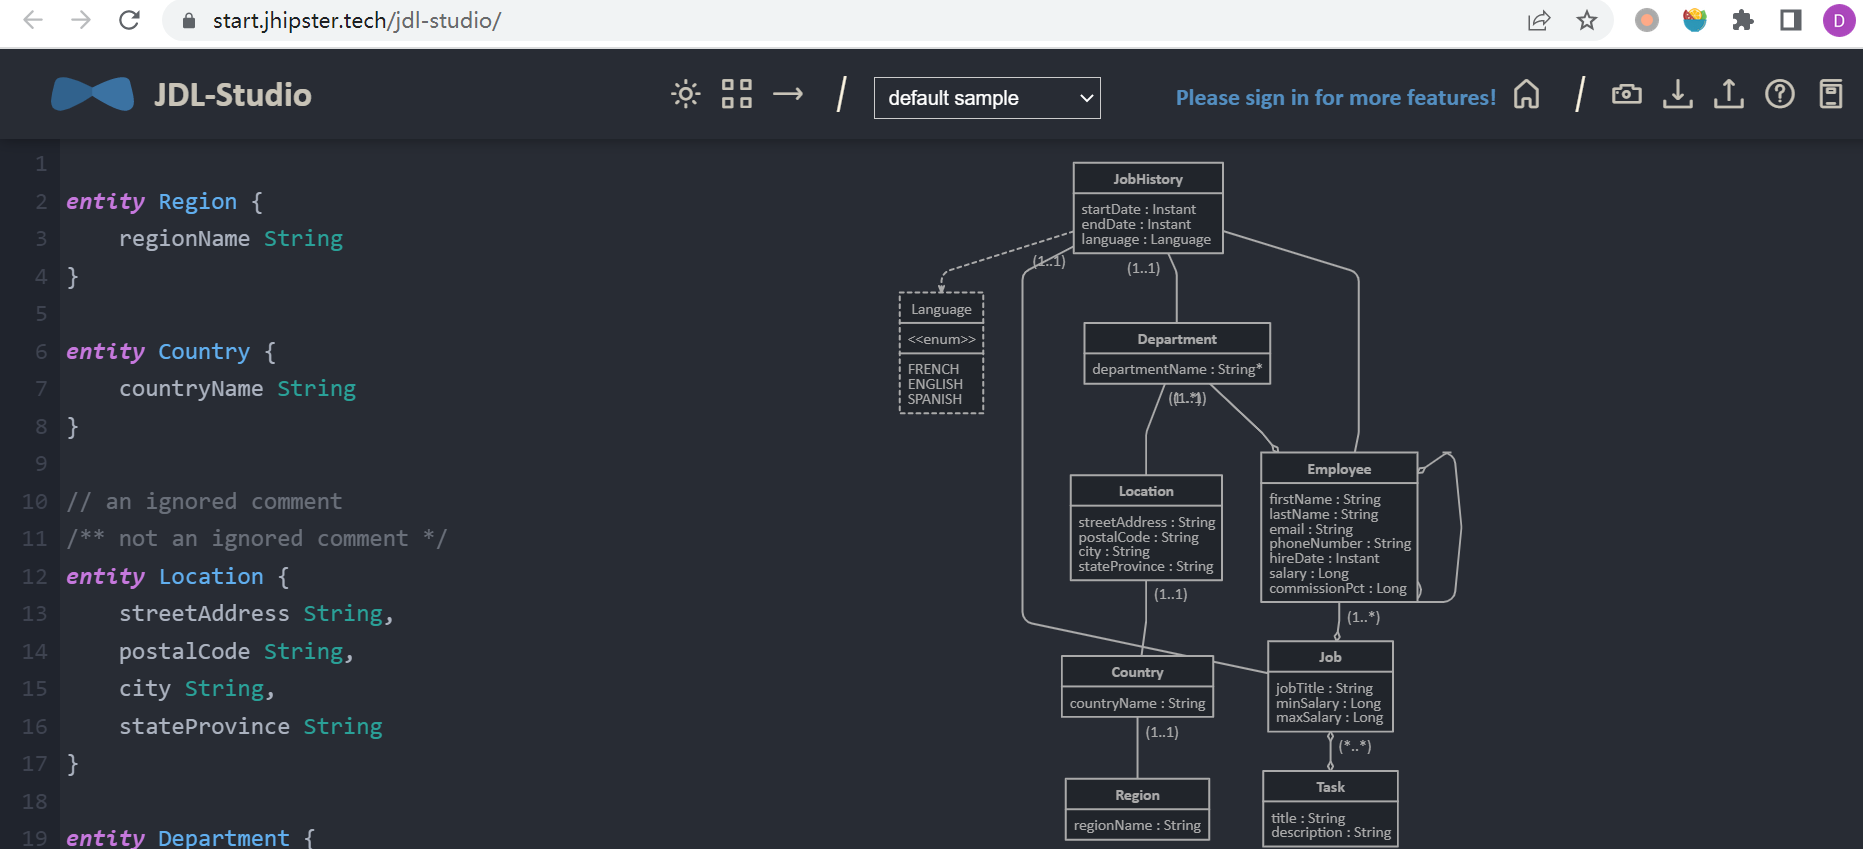 start.jhipster.tech/jdl-studio/
D
JDL-Studio
default sample
Please sign in for more features!
1
2 entity Region {
3 regionName String
4 }
5
6 entity Country {
7 countryName String
8 }
9
10 // an ignored comment
11 /** not an ignored comment */
12 entity Location {
13 streetAddress String,
14 postalCode String,
15 city String,
16 stateProvince String
17 }
18
19 entity Department {
JobHistory
startDate : Instant
endDate : Instant
language : Language
(1..1)
(1..1)
Language
<<enum>>
FRENCH
ENGLISH
SPANISH
Department
departmentName : String*
Location
streetAddress : String
postalCode : String
city : String
stateProvince : String
(1..1)
Employee
firstName : String
lastName : String
email : String
phoneNumber : String
hireDate : Instant
salary : Long
commissionPct : Long
(1..*)
Country
countryName : String
(1..1)
Job
jobTitle : String
minSalary : Long
maxSalary : Long
(*..*)
Region
regionName : String
Task
title : String
description : String